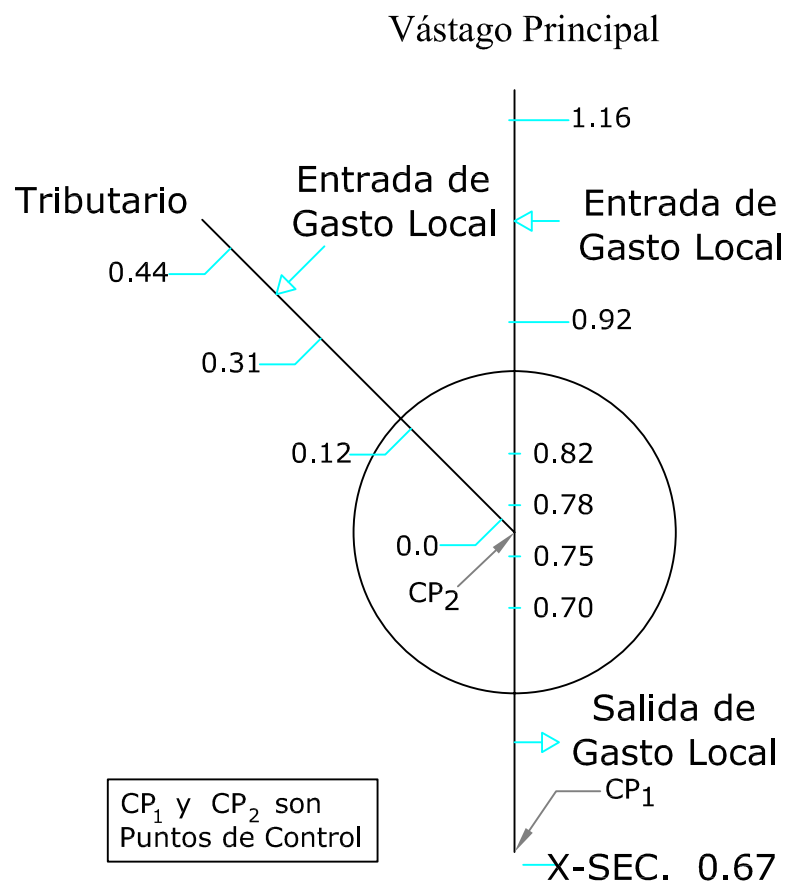 Vástago Principal
1.16
Entrada de
Gasto Local
Tributario
Entrada de
Gasto Local
0.44
0.92
0.31
0.12
0.82
0.78
0.0
0.75
CP2
0.70
Salida de
Gasto Local
CP1
CP1 y CP2 son
Puntos de Control
X-SEC. 0.67